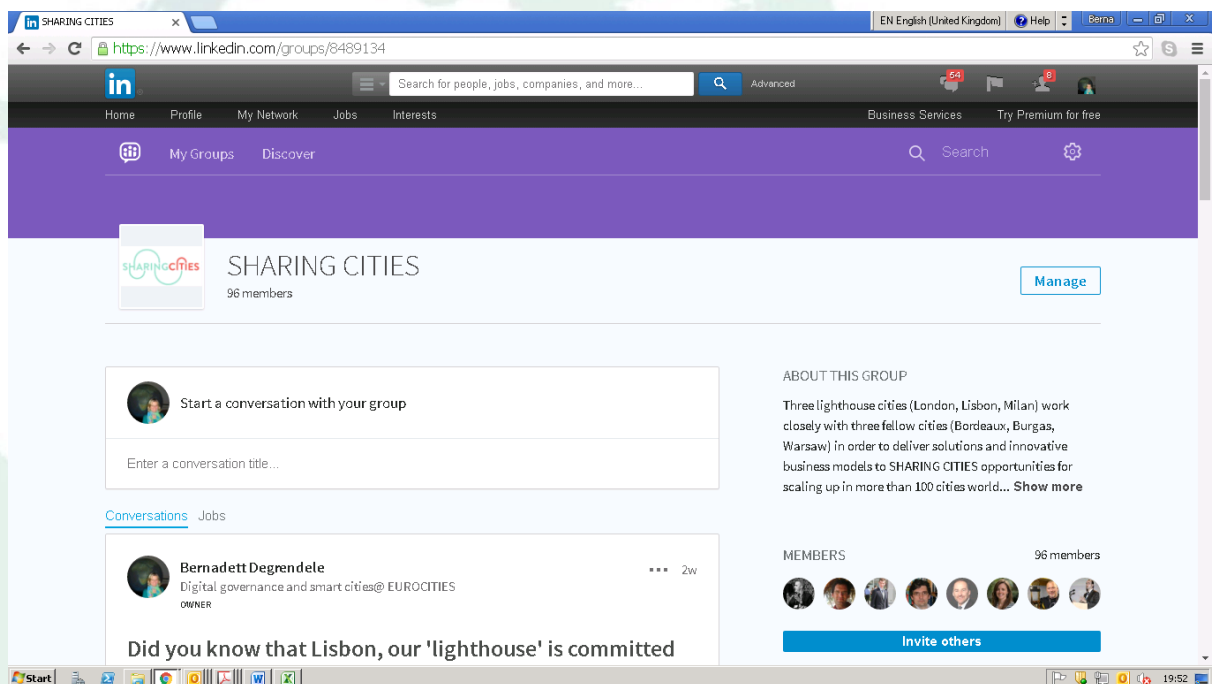 SHARING CITIES
EN English (United Kingdom) Help Berna
https://www.linkedin.com/groups/8489134
in Search for people, jobs, companies, and more... Advanced 54 8
Home Profile My Network Jobs Interests Business Services Try Premium for free
My Groups Discover Search
SHARINGCITIES
SHARING CITIES
96 members
Manage
Start a conversation with your group
Enter a conversation title...
Conversations Jobs
Bernadett Degrendele
Digital governance and smart cities@ EUROCITIES
OWNER
2w
Did you know that Lisbon, our 'lighthouse' is committed
ABOUT THIS GROUP
Three lighthouse cities (London, Lisbon, Milan) work
closely with three fellow cities (Bordeaux, Burgas,
Warsaw) in order to deliver solutions and innovative
business models to SHARING CITIES opportunities for
scaling up in more than 100 cities world... Show more
MEMBERS 96 members
Invite others
Start 19:52